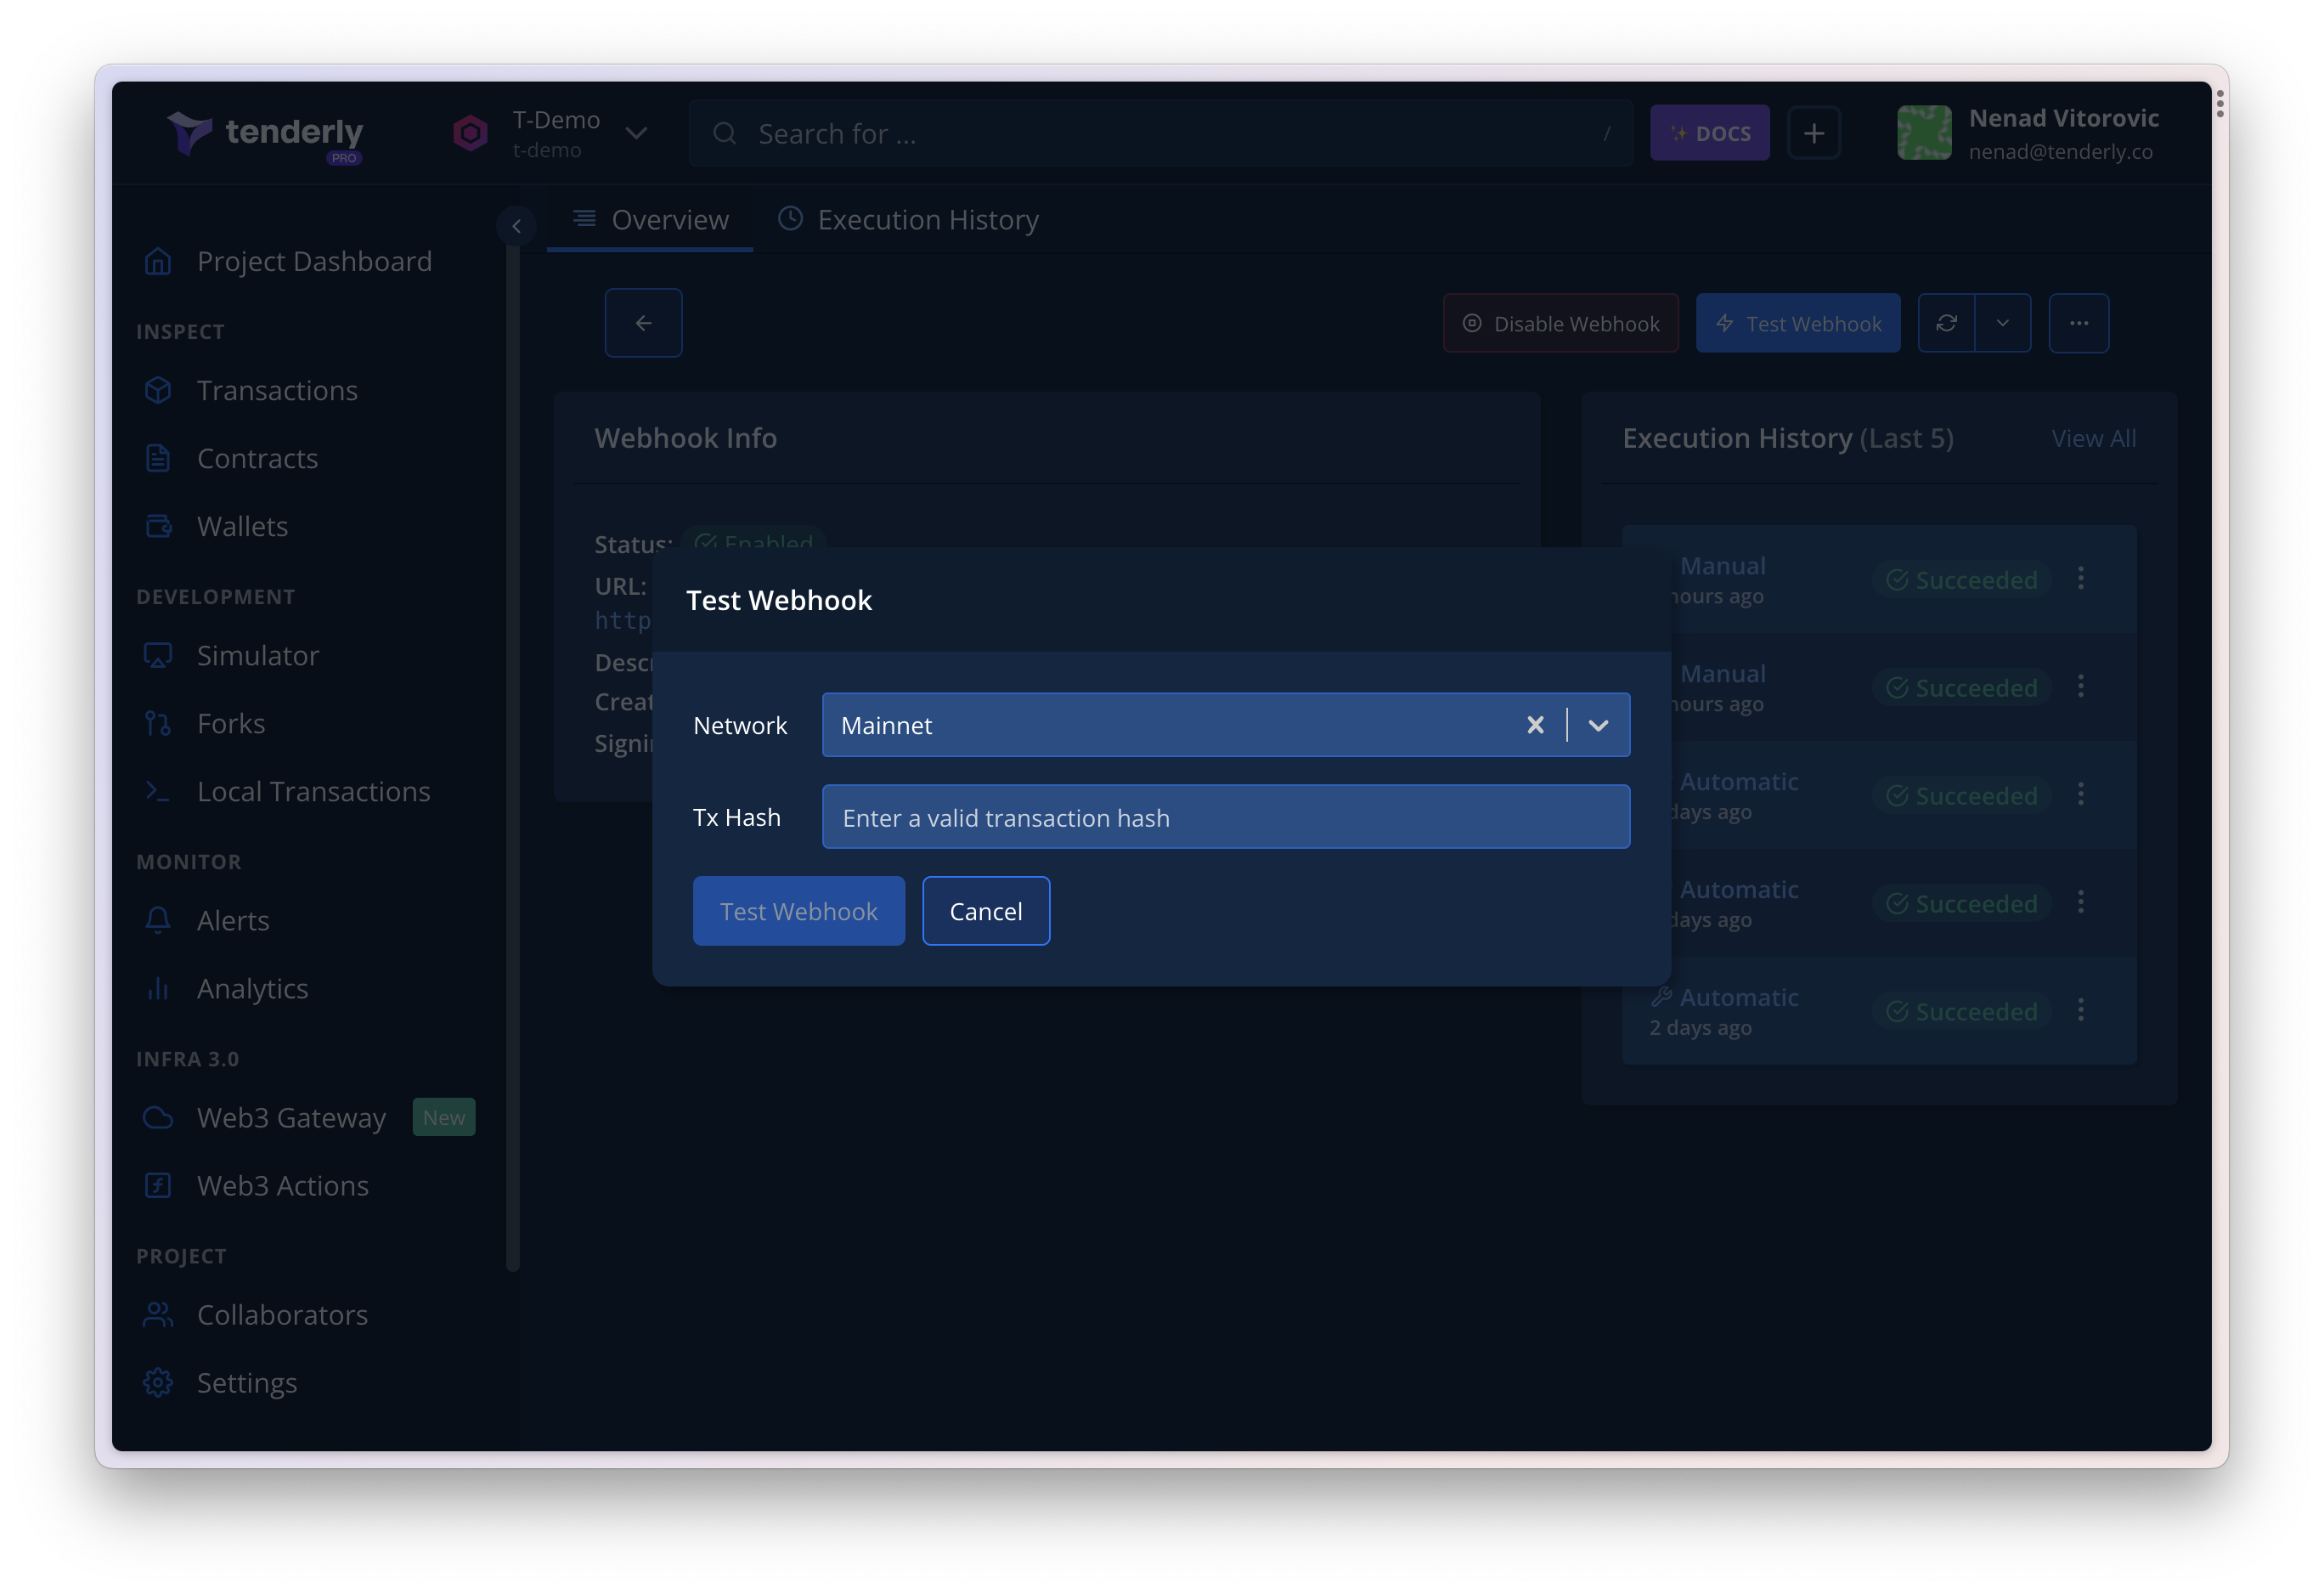 tenderly
PRO
T-Demo
t-demo
Search for ...
/
DOCS
Nenad Vitorovic
nenad@tenderly.co
Project Dashboard
INSPECT
Transactions
Contracts
Wallets
DEVELOPMENT
Simulator
Forks
Local Transactions
MONITOR
Alerts
Analytics
INFRA 3.0
Web3 Gateway New
Web3 Actions
PROJECT
Collaborators
Settings
Overview
Execution History
Disable Webhook
Test Webhook
Webhook Info
Status: Enabled
URL:
http
Test Webhook
Network
Mainnet
Tx Hash
Enter a valid transaction hash
Test Webhook
Cancel
Execution History (Last 5)
View All
Manual
hours ago
Succeeded
Manual
hours ago
Succeeded
Automatic
days ago
Succeeded
Automatic
days ago
Succeeded
Automatic
2 days ago
Succeeded